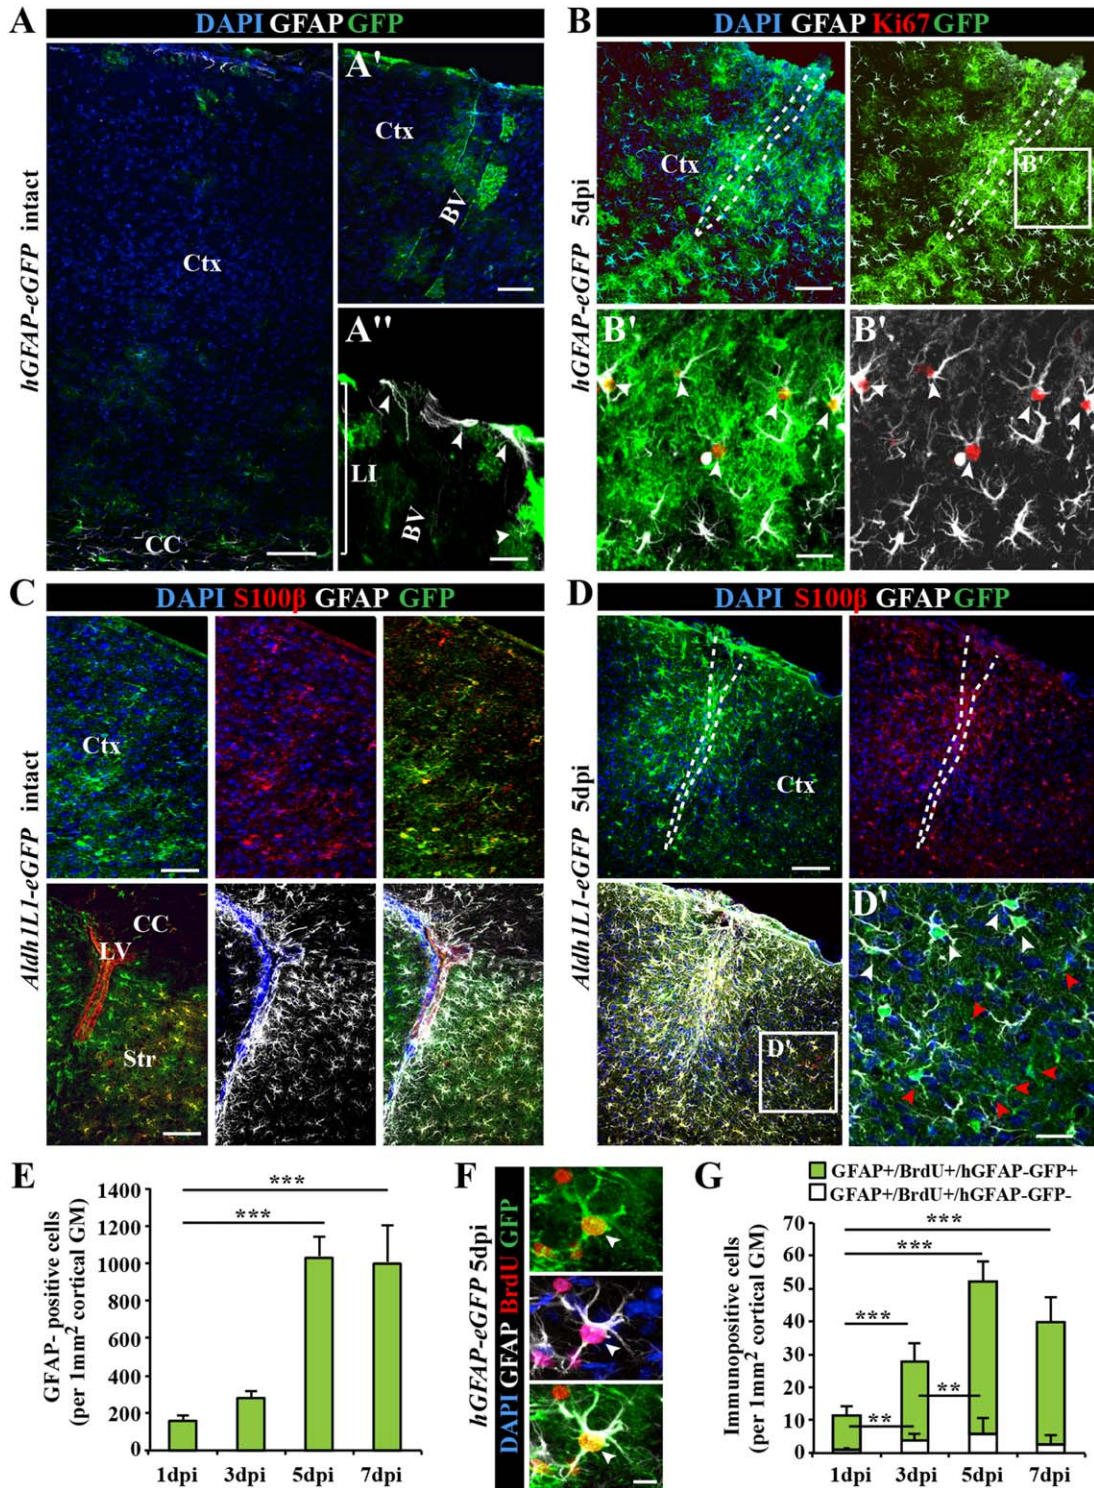 A
DAPI GFAP GFP
hGFAP-eGFP intact
Ctx
CC
A'
Ctx
BV
A''
LI
BV
B
DAPI GFAP Ki67 GFP
hGFAP-eGFP 5dpi
Ctx
B'
B'
B'
C
DAPI S100β GFAP GFP
Aldh1L1-eGFP intact
Ctx
CC
LV
Str
D
DAPI S100β GFAP GFP
Aldh1L1-eGFP 5dpi
Ctx
D'
D'
E
GFAP- positive cells
(per 1mm² cortical GM)
1400
1200
1000
800
600
400
200
0
***
***
1dpi 3dpi 5dpi 7dpi
F
hGFAP-eGFP 5dpi
DAPI GFAP BrdU GFP
G
GFAP+/BrdU+/hGFAP-GFP+
GFAP+/BrdU+/hGFAP-GFP-
Immunopositive cells
(per 1mm² cortical GM)
70
60
50
40
30
20
10
0
***
***
***
**
**
1dpi 3dpi 5dpi 7dpi